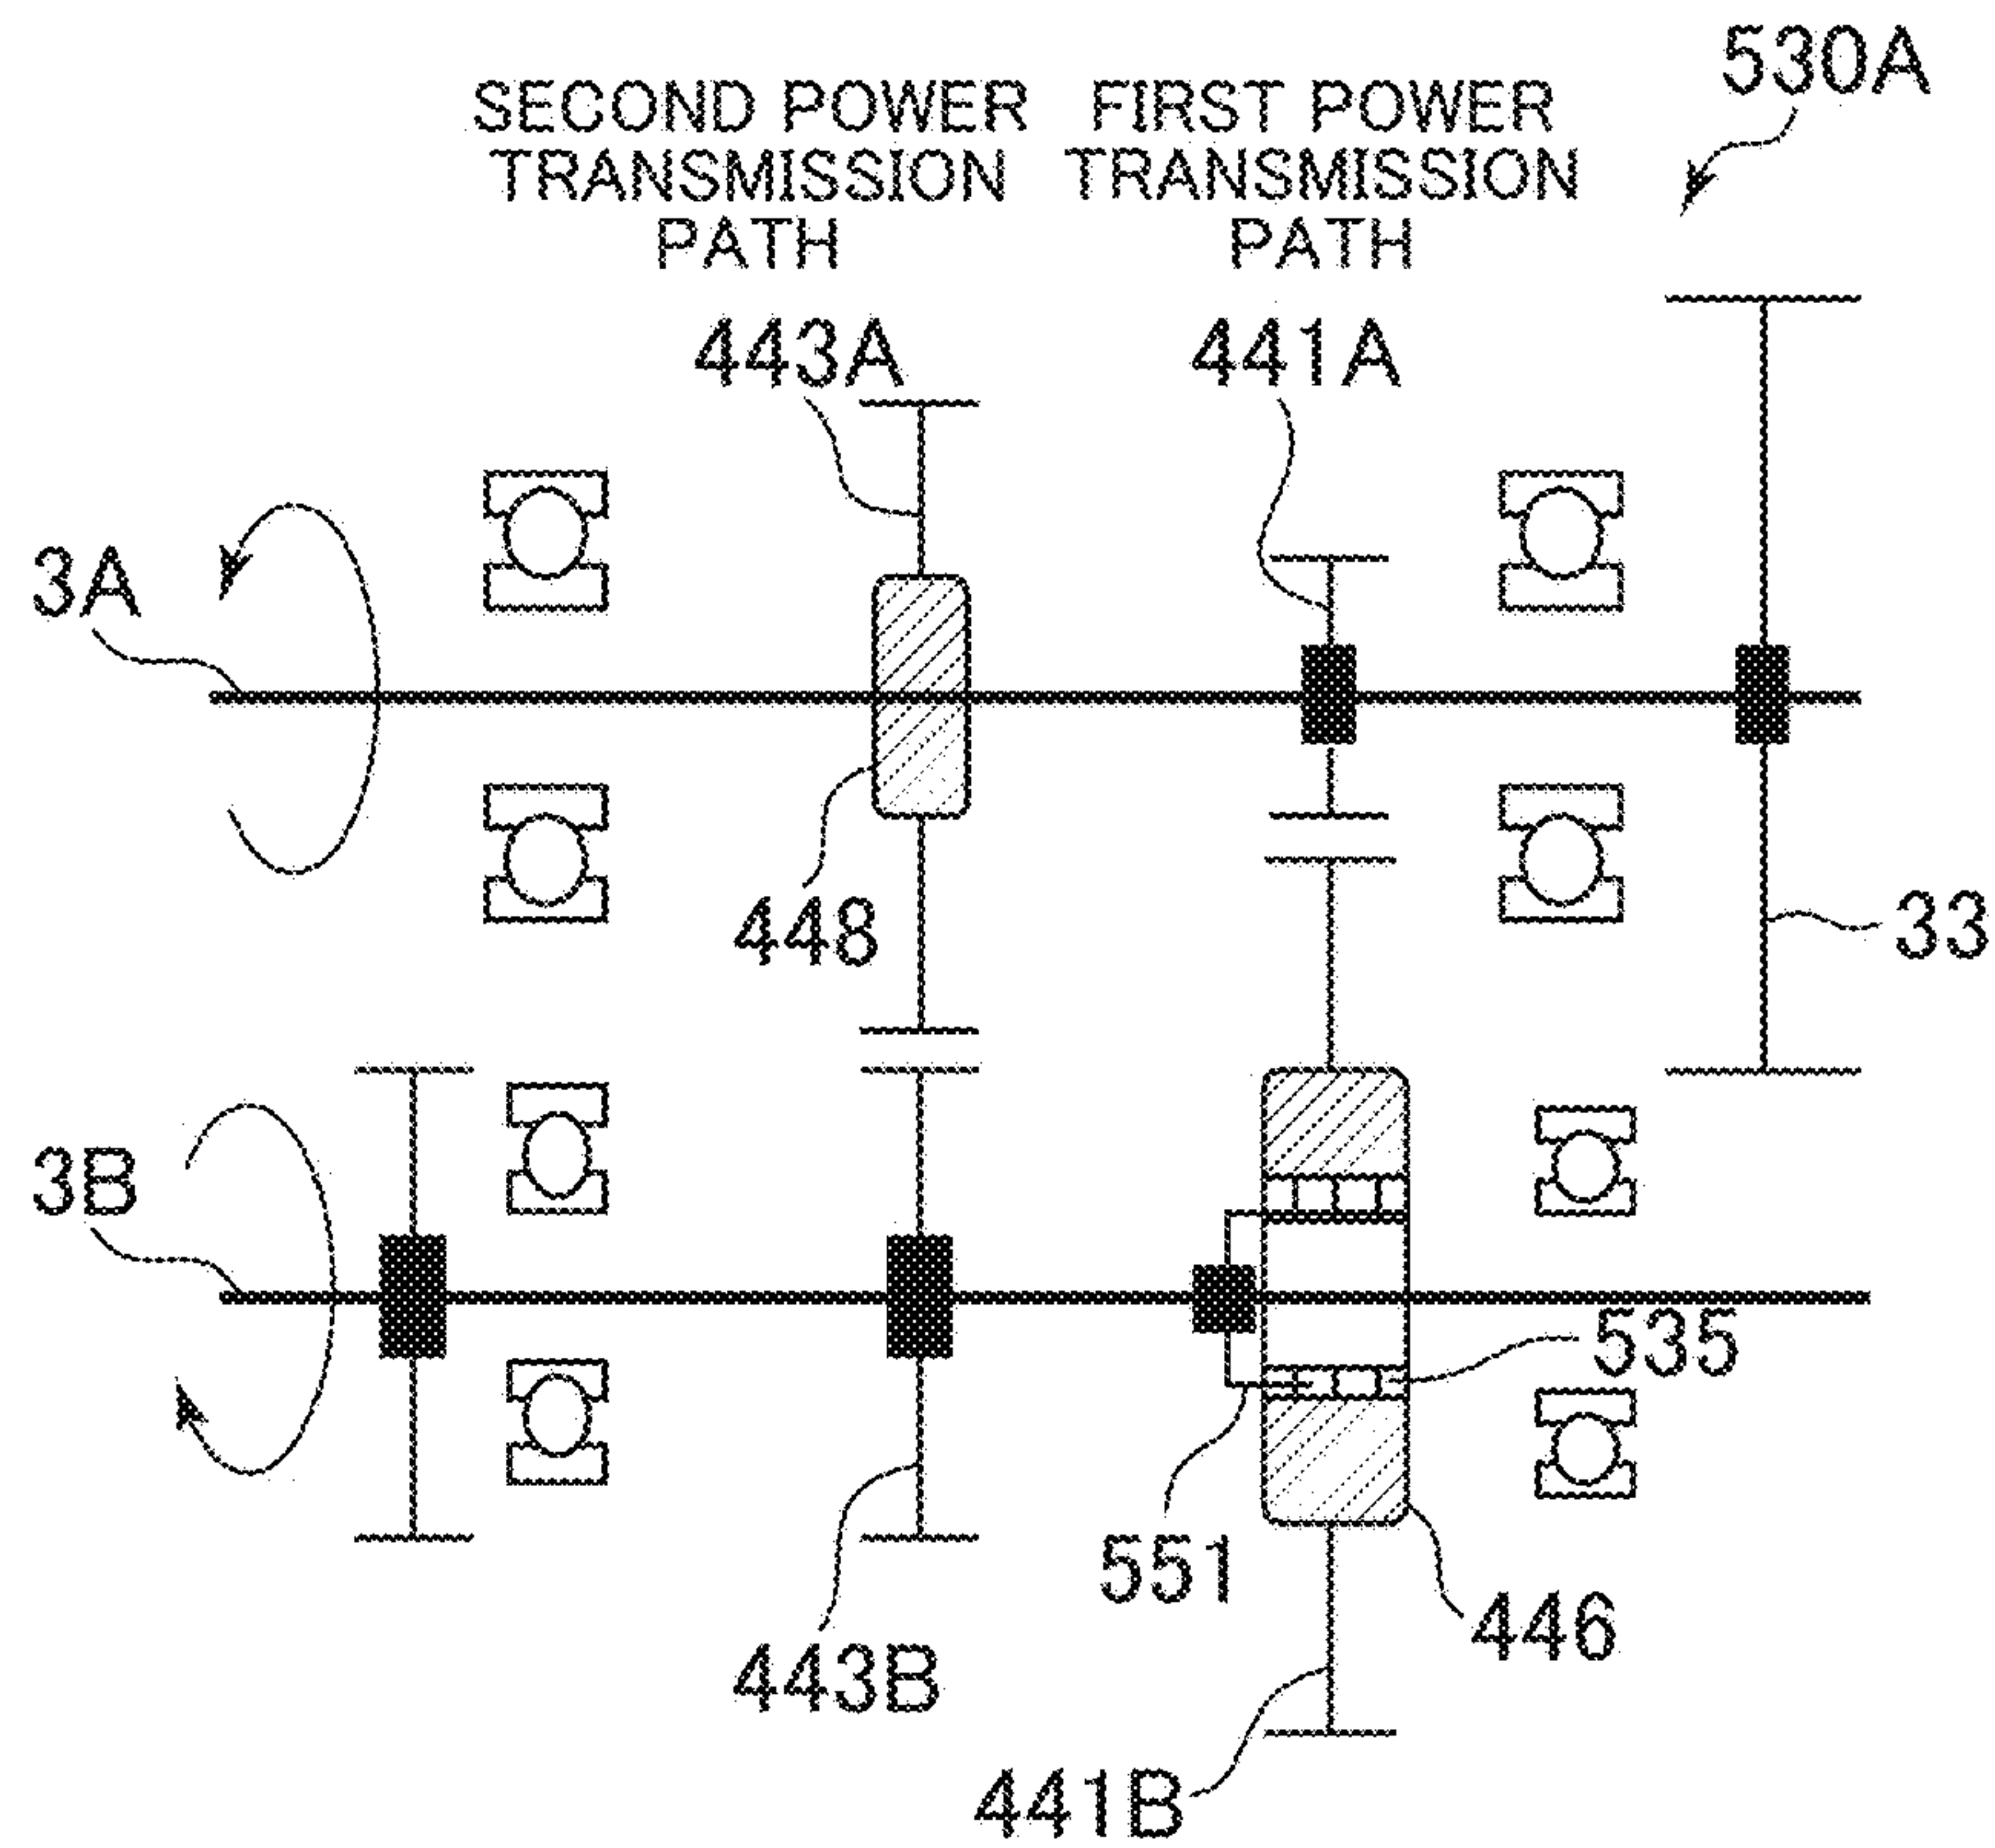 530A
SECOND POWER
TRANSMISSION
PATH
FIRST POWER
TRANSMISSION
PATH
443A
441A
3A
448
33
3B
535
551
446
443B
441B